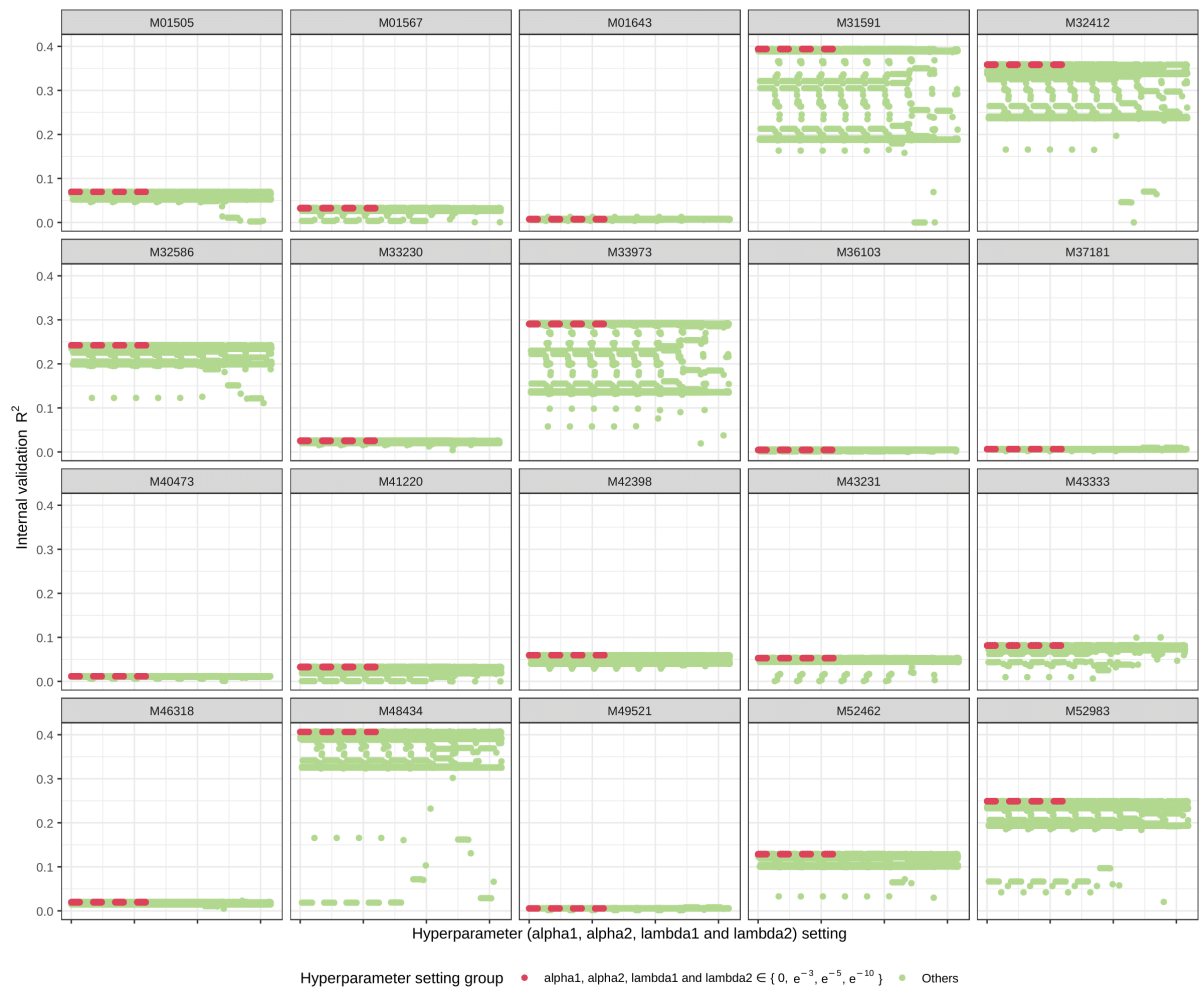 M01505 M01567 M01643 M31591 M32412
0.4
0.3
0.2
0.1
0.0
M32586 M33230 M33973 M36103 M37181
0.4
0.3
0.2
0.1
0.0
Internal validation R²
M40473 M41220 M42398 M43231 M43333
0.4
0.3
0.2
0.1
0.0
M46318 M48434 M49521 M52462 M52983
0.4
0.3
0.2
0.1
0.0
Hyperparameter (alpha1, alpha2, lambda1 and lambda2) setting
Hyperparameter setting group alpha1, alpha2, lambda1 and lambda2 ∈ { 0, e⁻³, e⁻⁵, e⁻¹⁰ } Others